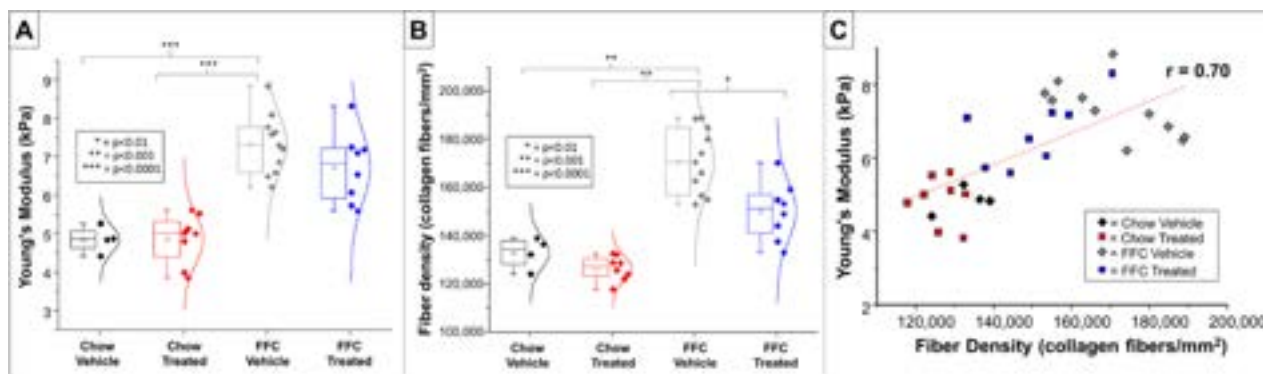 A
Young's Modulus (kPa)
9
8
7
6
5
4
3
***
***
* = p<0.01
** = p<0.001
*** = p<0.0001
Chow
Vehicle
Chow
Treated
FFC
Vehicle
FFC
Treated
B
Fiber density (collagen fibers/mm²)
200,000
180,000
160,000
140,000
120,000
100,000
**
**
*
* = p<0.01
** = p<0.001
*** = p<0.0001
Chow
Vehicle
Chow
Treated
FFC
Vehicle
FFC
Treated
C
Young's Modulus (kPa)
8
6
4
2
r = 0.70
= Chow Vehicle
= Chow Treated
= FFC Vehicle
= FFC Treated
120,000 140,000 160,000 180,000 200,000
Fiber Density (collagen fibers/mm²)